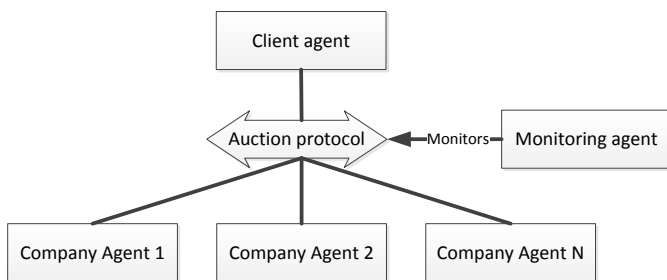 Client agent
Auction protocol
Monitors
Monitoring agent
Company Agent 1
Company Agent 2
Company Agent N